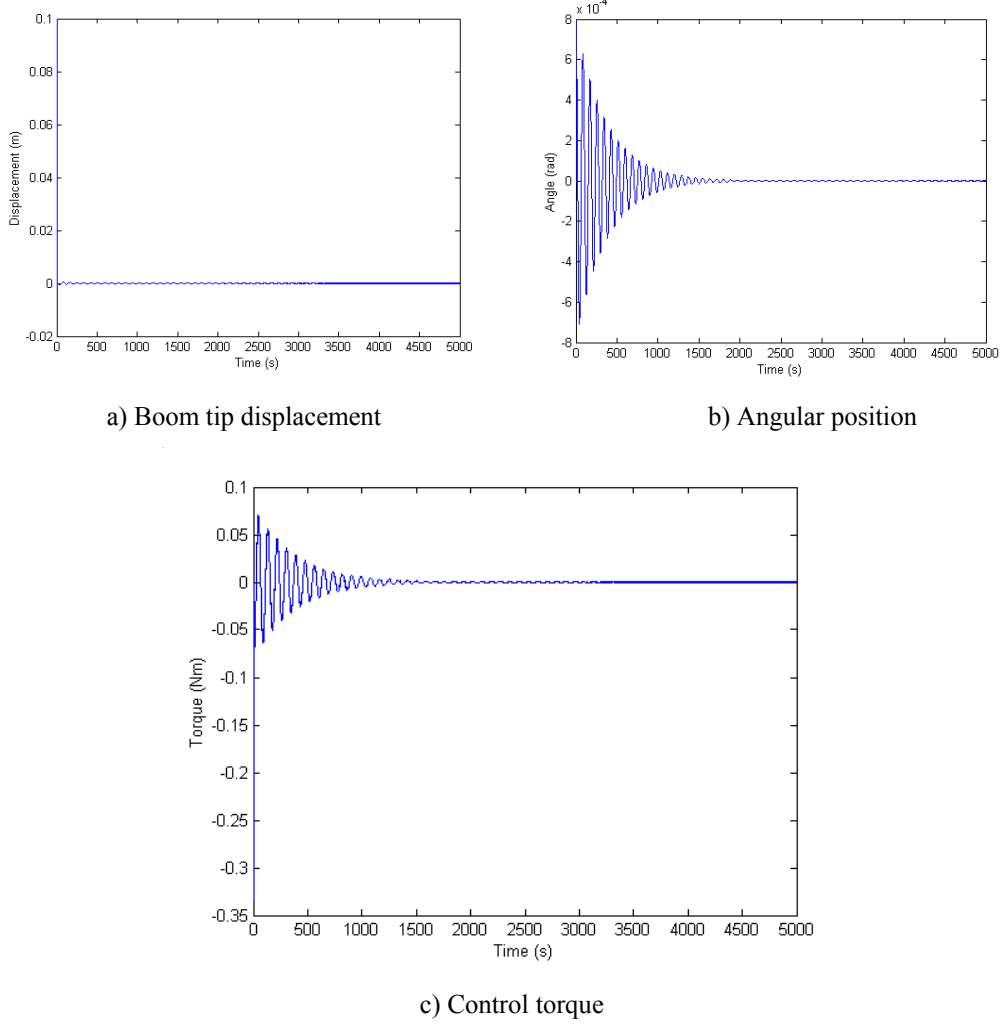 0.1
0.08
0.06
0.04
0.02
0
-0.02
Displacement (m)
0 500 1000 1500 2000 2500 3000 3500 4000 4500 5000
Time (s)
a) Boom tip displacement
x 10-4
8
6
4
2
0
-2
-4
-6
-8
Angle (rad)
0 500 1000 1500 2000 2500 3000 3500 4000 4500 5000
Time (s)
b) Angular position
0.1
0.05
0
-0.05
-0.1
-0.15
-0.2
-0.25
-0.3
-0.35
Torque (Nm)
0 500 1000 1500 2000 2500 3000 3500 4000 4500 5000
Time (s)
c) Control torque